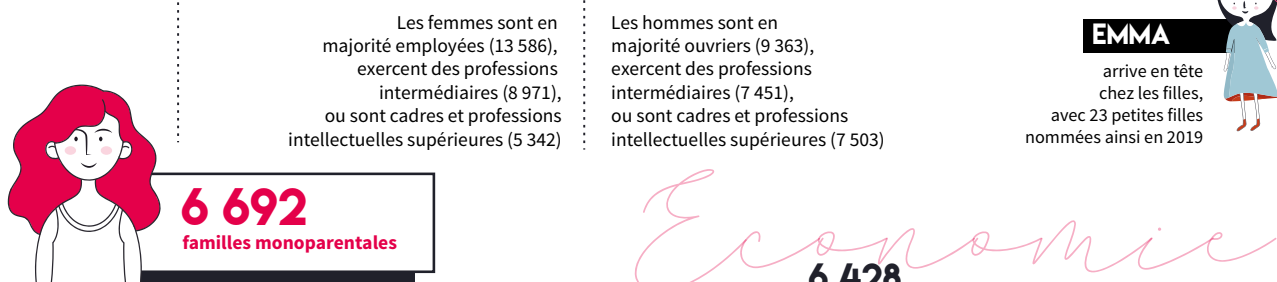 Les femmes sont en
majorité employées (13 586),
exercent des professions
intermédiaires (8 971),
ou sont cadres et professions
intellectuelles supérieures (5 342)
Les hommes sont en
majorité ouvriers (9 363),
exercent des professions
intermédiaires (7 451),
ou sont cadres et professions
intellectuelles supérieures (7 503)
EMMA
arrive en tête
chez les filles,
avec 23 petites filles
nommées ainsi en 2019
6 692
familles monoparentales
Economie
6 428